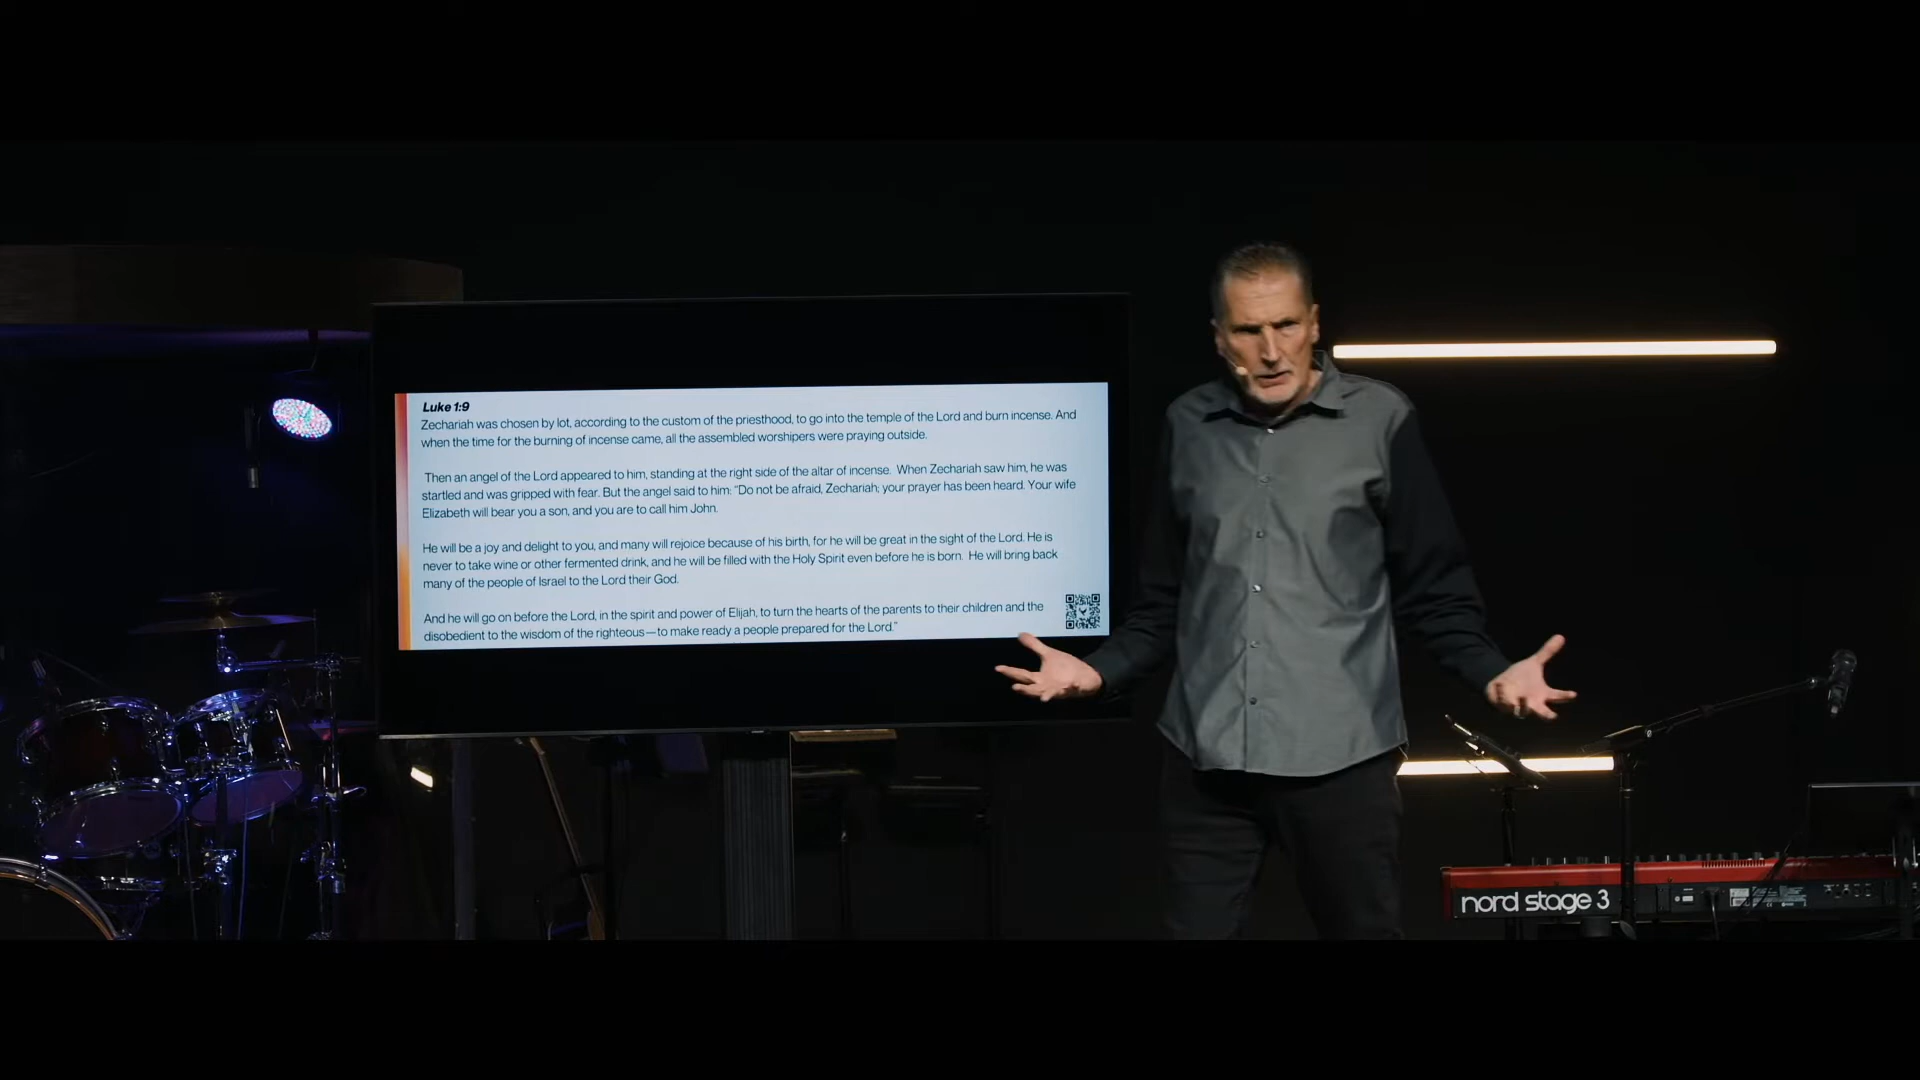 Luke 1:9
Zechariah was chosen by lot, according to the custom of the priesthood, to go into the temple of the Lord and burn incense. And
when the time for the burning of incense came, all the assembled worshipers were praying outside.
Then an angel of the Lord appeared to him, standing at the right side of the altar of incense. When Zechariah saw him, he was
startled and was gripped with fear. But the angel said to him: "Do not be afraid, Zechariah; your prayer has been heard. Your wife
Elizabeth will bear you a son, and you are to call him John.
He will be a joy and delight to you, and many will rejoice because of his birth, for he will be great in the sight of the Lord. He is
never to take wine or other fermented drink, and he will be filled with the Holy Spirit even before he is born. He will bring back
many of the people of Israel to the Lord their God.
And he will go on before the Lord, in the spirit and power of Elijah, to turn the hearts of the parents to their children and the
disobedient to the wisdom of the righteous—to make ready a people prepared for the Lord."
nord stage 3